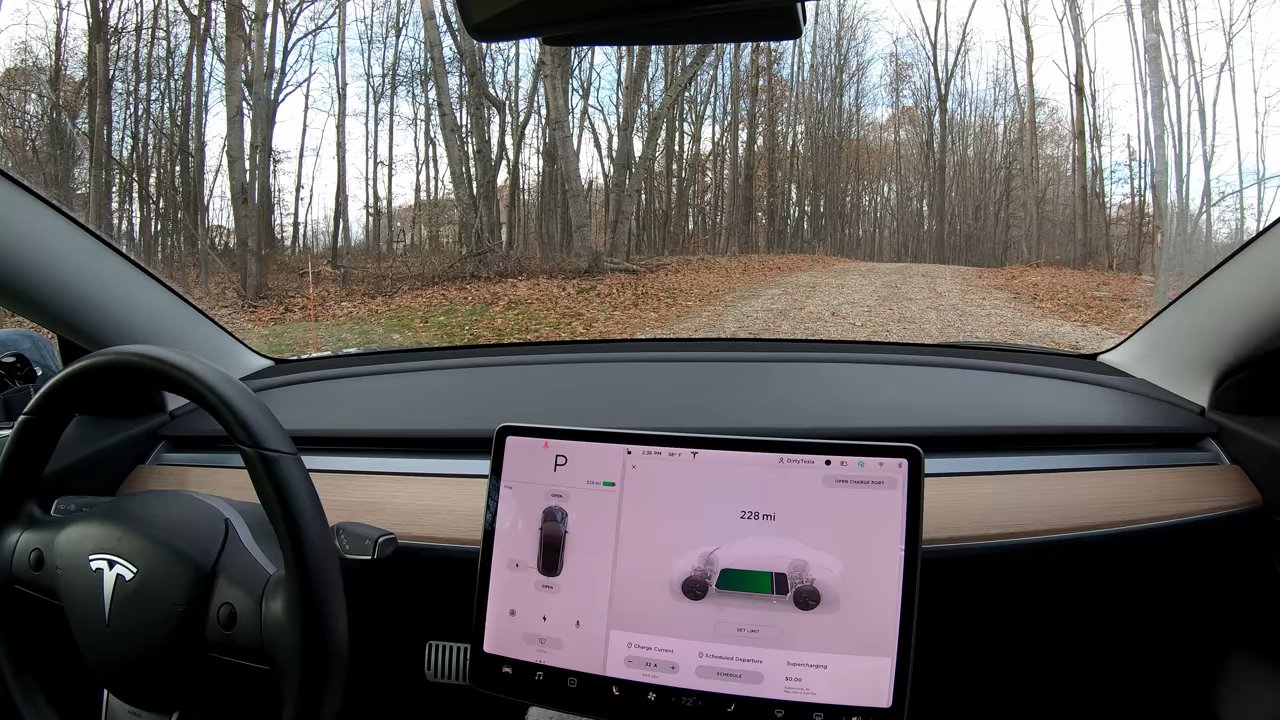 P
228 mi
OPEN
OPEN
2:36 PM 38°F
DirtyTesla
OPEN CHARGE PORT
228 mi
SET LIMIT
Charge Current
32 A
Scheduled Departure
SCHEDULE
Supercharging
$0.00
72°